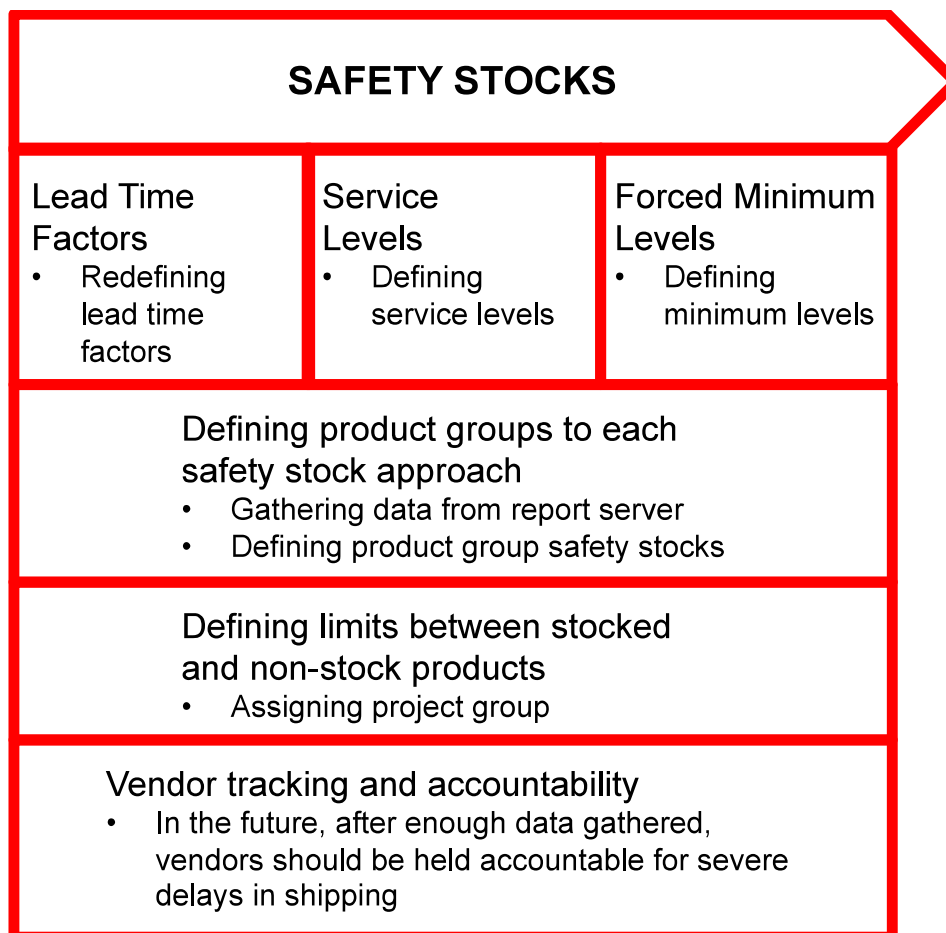 SAFETY STOCKS
Lead Time
Factors
• Redefining
lead time
factors
Service
Levels
• Defining
service levels
Forced Minimum
Levels
• Defining
minimum levels
Defining product groups to each
safety stock approach
• Gathering data from report server
• Defining product group safety stocks
Defining limits between stocked
and non-stock products
• Assigning project group
Vendor tracking and accountability
• In the future, after enough data gathered,
vendors should be held accountable for severe
delays in shipping